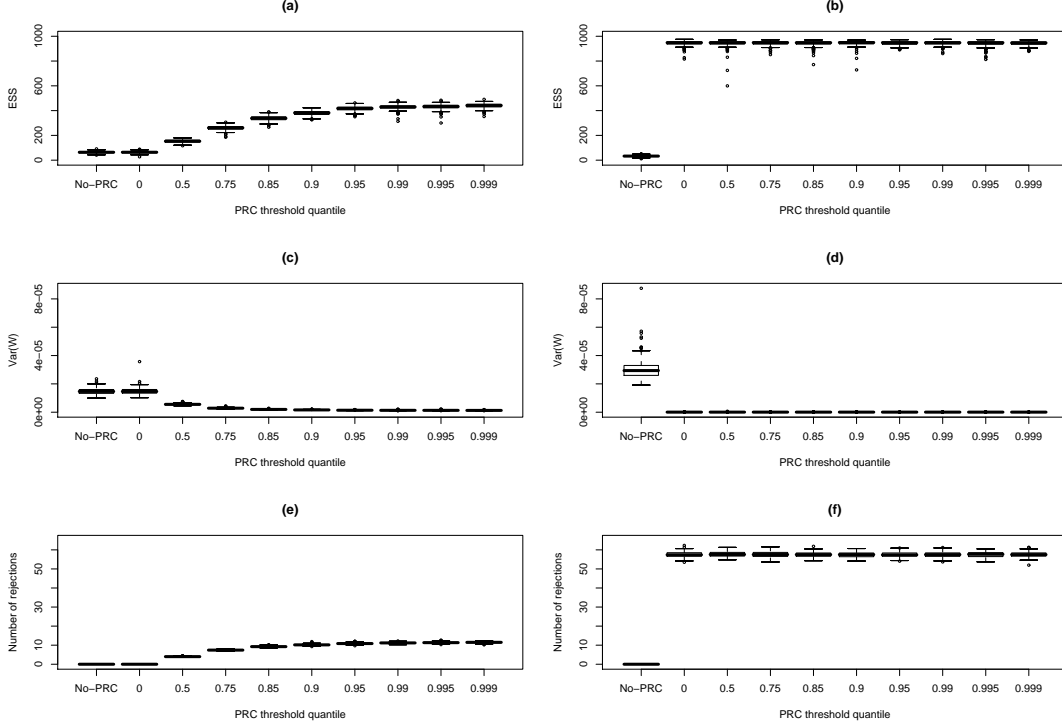 (a)
ESS
1000
600
200
0
No−PRC 0 0.5 0.75 0.85 0.9 0.95 0.99 0.995 0.999
PRC threshold quantile
(b)
ESS
1000
600
200
0
No−PRC 0 0.5 0.75 0.85 0.9 0.95 0.99 0.995 0.999
PRC threshold quantile
(c)
Var(W)
8e−05
4e−05
0e+00
No−PRC 0 0.5 0.75 0.85 0.9 0.95 0.99 0.995 0.999
PRC threshold quantile
(d)
Var(W)
8e−05
4e−05
0e+00
No−PRC 0 0.5 0.75 0.85 0.9 0.95 0.99 0.995 0.999
PRC threshold quantile
(e)
Number of rejections
50
30
10
0
No−PRC 0 0.5 0.75 0.85 0.9 0.95 0.99 0.995 0.999
PRC threshold quantile
(f)
Number of rejections
50
30
10
0
No−PRC 0 0.5 0.75 0.85 0.9 0.95 0.99 0.995 0.999
PRC threshold quantile